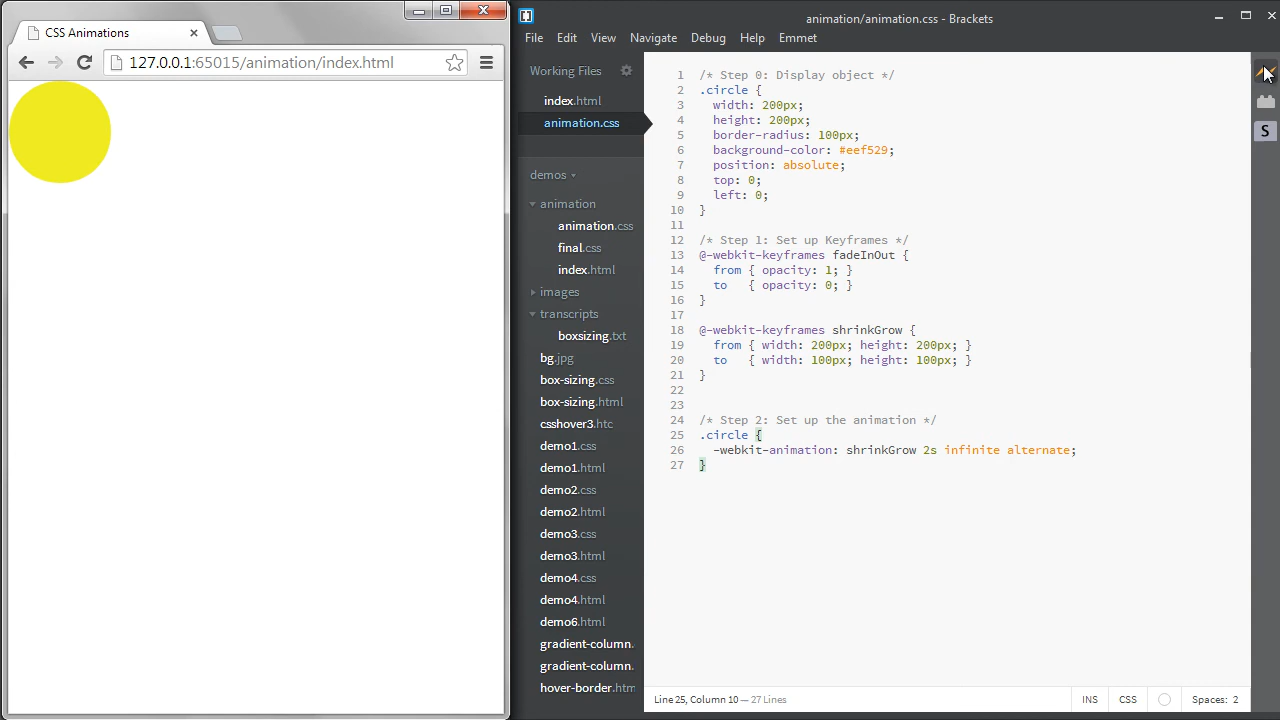 CSS Animations
127.0.0.1:65015/animation/index.html
animation/animation.css - Brackets
File Edit View Navigate Debug Help Emmet
Working Files
index.html
animation.css
demos
animation
animation.css
final.css
index.html
images
transcripts
boxsizing.txt
bg.jpg
box-sizing.css
box-sizing.html
csshover3.htc
demo1.css
demo1.html
demo2.css
demo2.html
demo3.css
demo3.html
demo4.css
demo4.html
demo6.html
gradient-column.
gradient-column.
hover-border.htm
1 /* Step 0: Display object */
2 .circle {
3 width: 200px;
4 height: 200px;
5 border-radius: 100px;
6 background-color: #eef529;
7 position: absolute;
8 top: 0;
9 left: 0;
10 }
11
12 /* Step 1: Set up Keyframes */
13 @-webkit-keyframes fadeInOut {
14 from { opacity: 1; }
15 to { opacity: 0; }
16 }
17
18 @-webkit-keyframes shrinkGrow {
19 from { width: 200px; height: 200px; }
20 to { width: 100px; height: 100px; }
21 }
22
23
24 /* Step 2: Set up the animation */
25 .circle {
26 -webkit-animation: shrinkGrow 2s infinite alternate;
27 }
S
Line 25, Column 10 — 27 Lines
INS CSS Spaces: 2